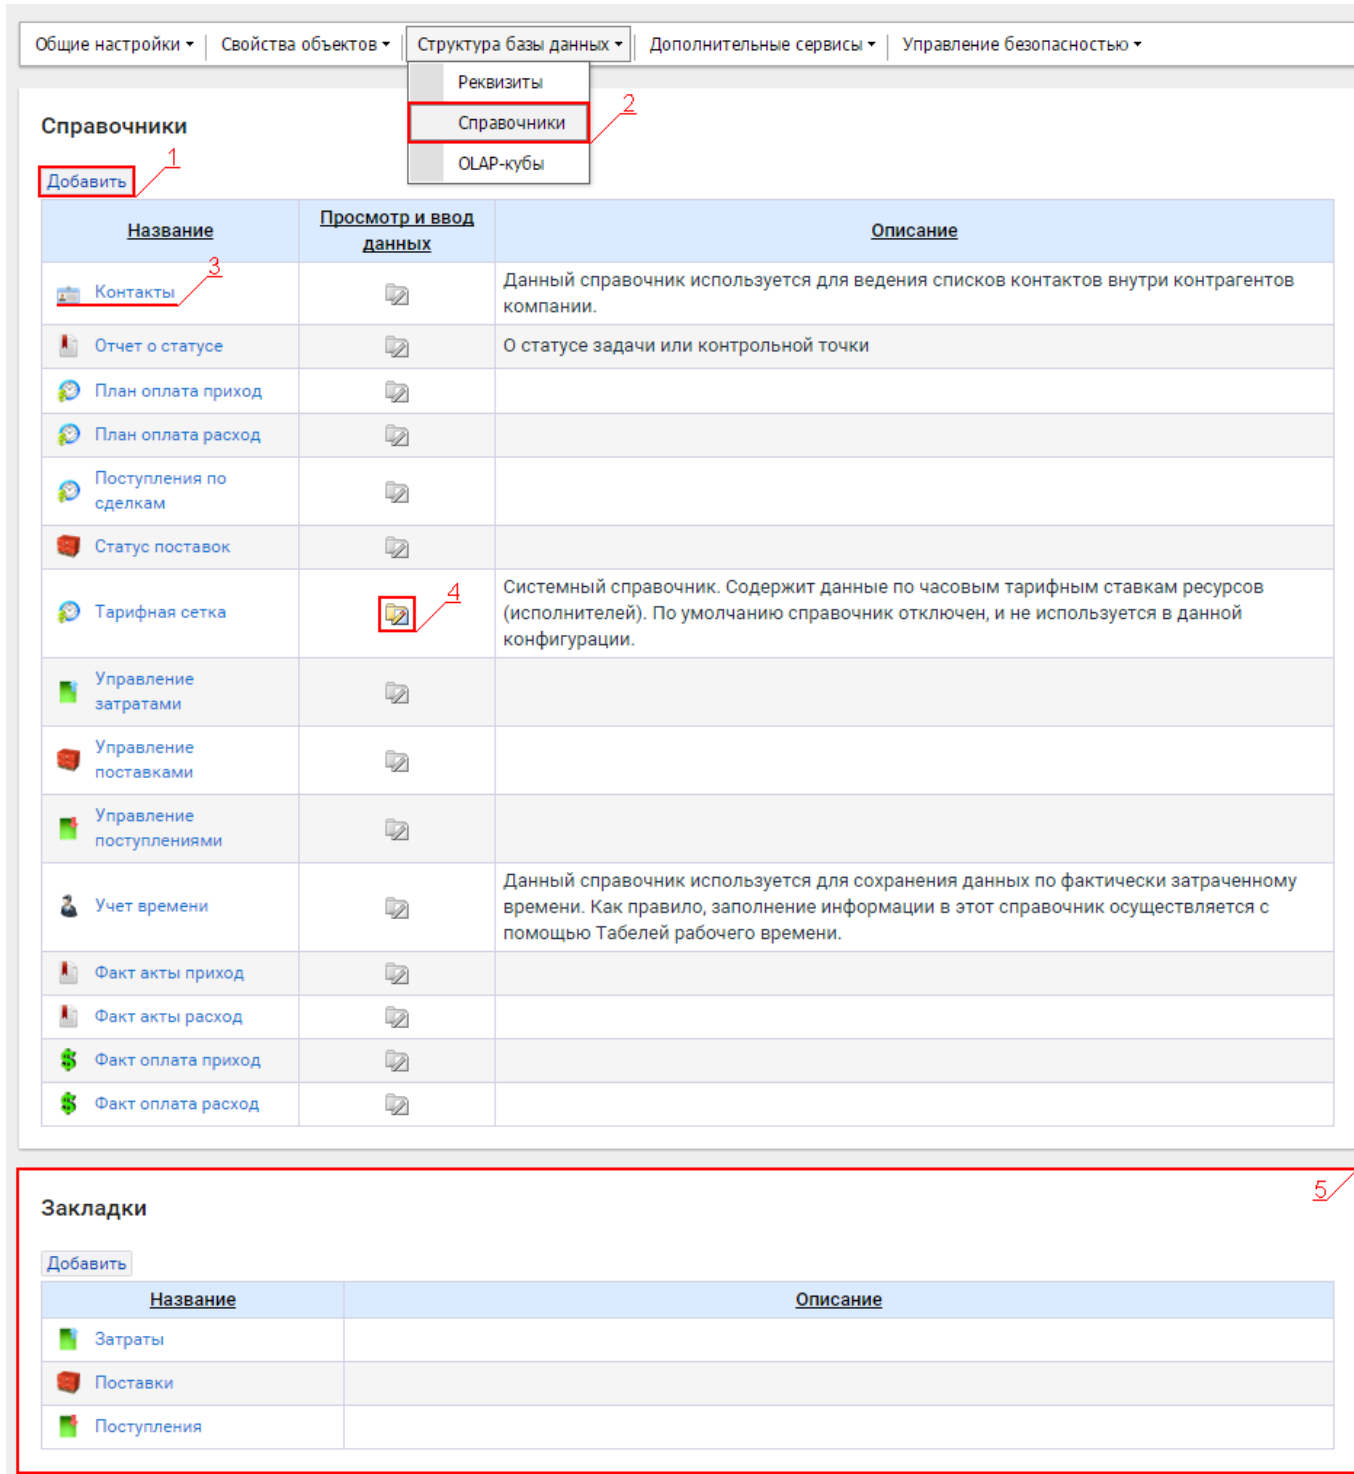 Общие настройки
Свойства объектов
Структура базы данных
Дополнительные сервисы
Управление безопасностью
Реквизиты
Справочники
2
OLAP-кубы
Справочники
1
Добавить
Название
Просмотр и ввод
данных
Описание
3
Контакты
Данный справочник используется для ведения списков контактов внутри контрагентов
компании.
Отчет о статусе
О статусе задачи или контрольной точки
План оплата приход
План оплата расход
Поступления по
сделкам
Статус поставок
Тарифная сетка
4
Системный справочник. Содержит данные по часовым тарифным ставкам ресурсов
(исполнителей). По умолчанию справочник отключен, и не используется в данной
конфигурации.
Управление
затратами
Управление
поставками
Управление
поступлениями
Учет времени
Данный справочник используется для сохранения данных по фактически затраченному
времени. Как правило, заполнение информации в этот справочник осуществляется с
помощью Табелей рабочего времени.
Факт акты приход
Факт акты расход
Факт оплата приход
Факт оплата расход
5
Закладки
Добавить
Название
Описание
Затраты
Поставки
Поступления